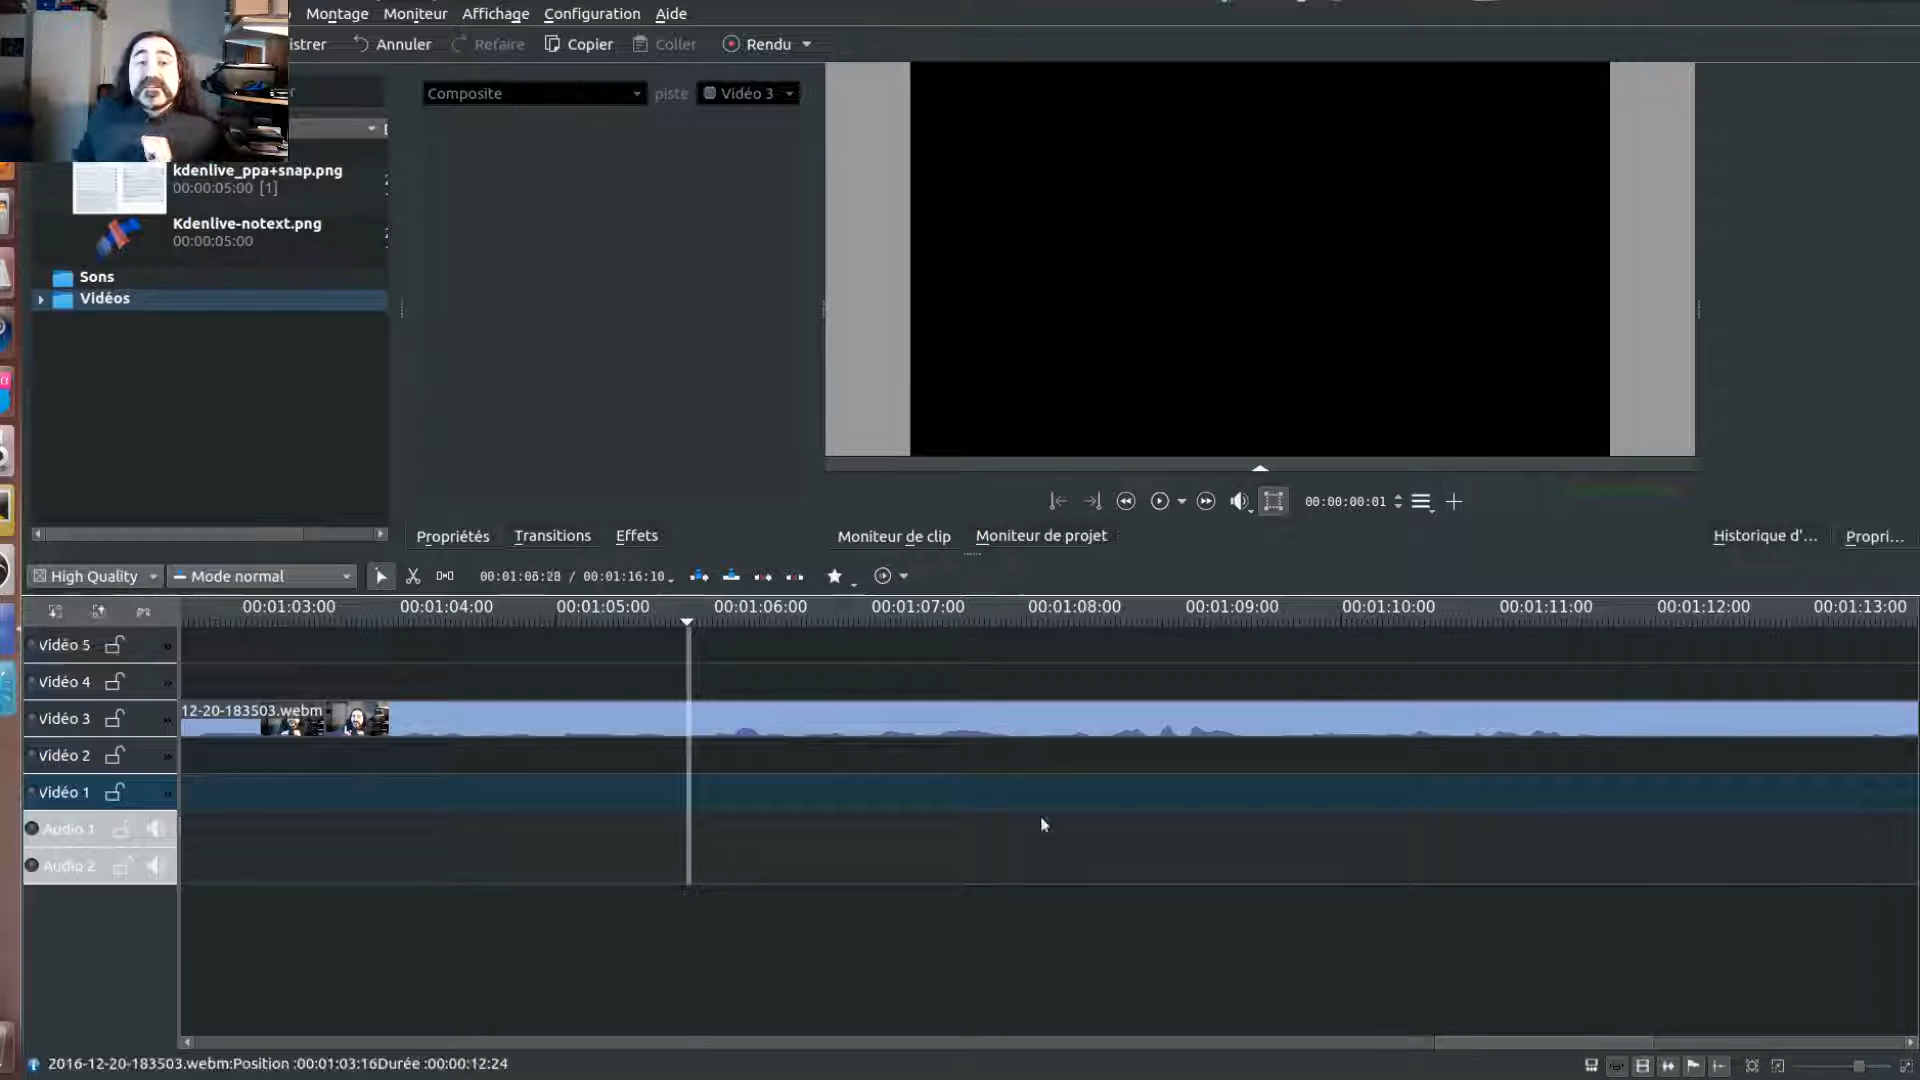 Montage Moniteur Affichage Configuration Aide
istrer Annuler Refaire Copier Coller Rendu
Composite piste Vidéo 3
kdenlive_ppa+snap.png
00:00:05:00 [1]
Kdenlive-notext.png
00:00:05:00
Sons
Vidéos
00:00:00:01
Propriétés Transitions Effets Moniteur de clip Moniteur de projet Historique d'... Propri...
High Quality Mode normal 00:01:06:28 / 00:01:16:10
00:01:03:00 00:01:04:00 00:01:05:00 00:01:06:00 00:01:07:00 00:01:08:00 00:01:09:00 00:01:10:00 00:01:11:00 00:01:12:00 00:01:13:00
Vidéo 5
Vidéo 4
Vidéo 3 12-20-183503.webm
Vidéo 2
Vidéo 1
Audio 1
Audio 2
2016-12-20-183503.webm:Position :00:01:03:16Durée :00:00:12:24